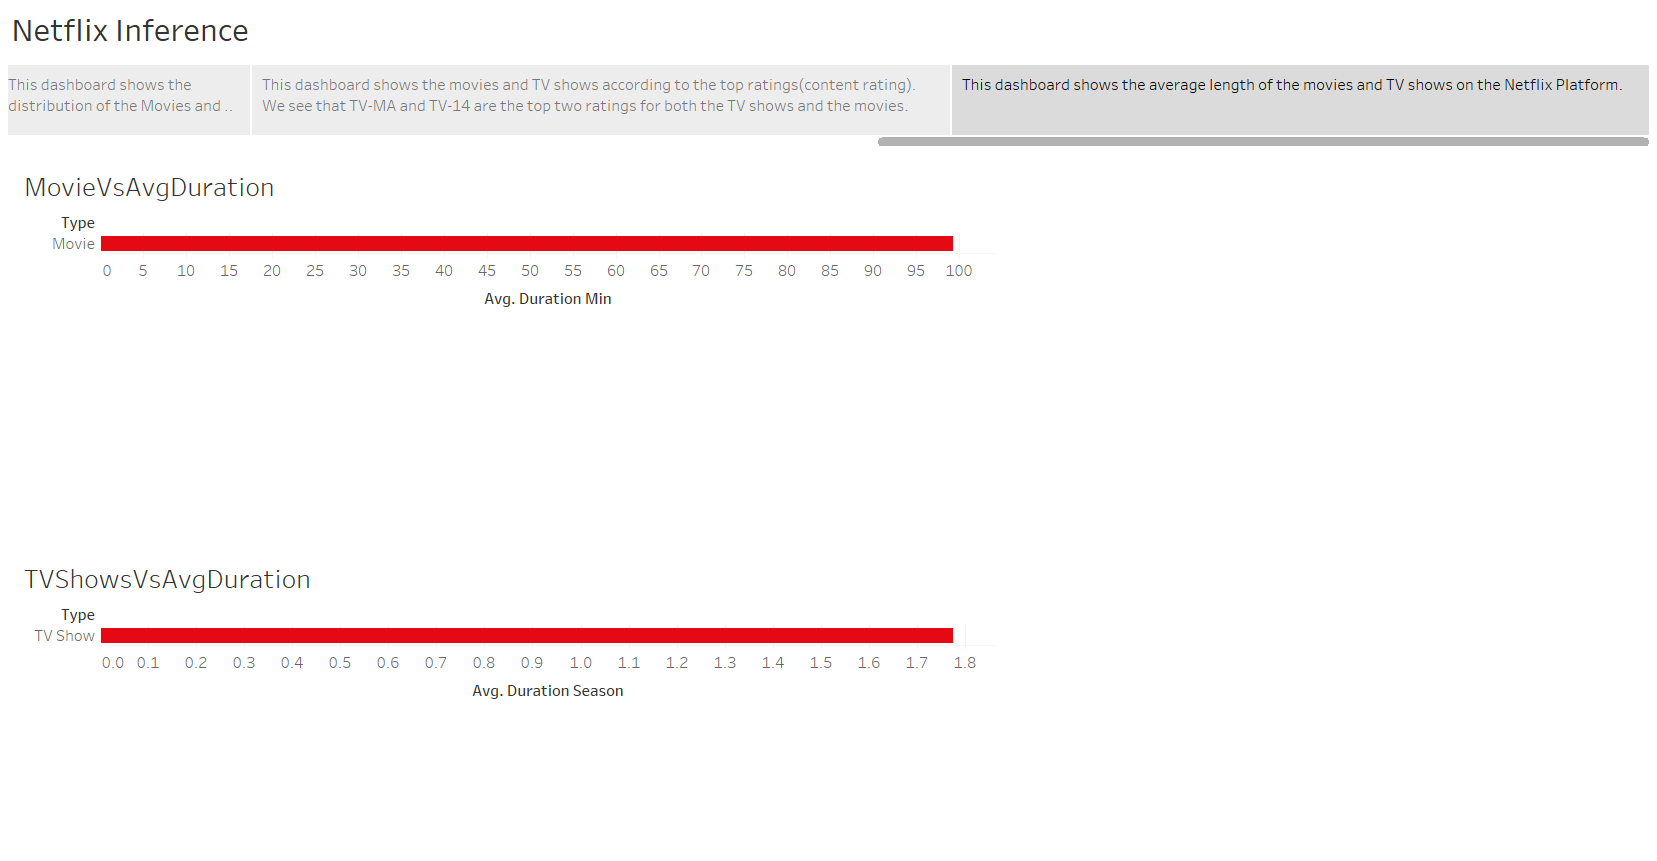 Netflix Inference
This dashboard shows the
distribution of the Movies and ..
This dashboard shows the movies and TV shows according to the top ratings(content rating).
We see that TV-MA and TV-14 are the top two ratings for both the TV shows and the movies.
This dashboard shows the average length of the movies and TV shows on the Netflix Platform.
MovieVsAvgDuration
Type
Movie
0 5 10 15 20 25 30 35 40 45 50 55 60 65 70 75 80 85 90 95 100
Avg. Duration Min
TVShowsVsAvgDuration
Type
TV Show
0.0 0.1 0.2 0.3 0.4 0.5 0.6 0.7 0.8 0.9 1.0 1.1 1.2 1.3 1.4 1.5 1.6 1.7 1.8
Avg. Duration Season